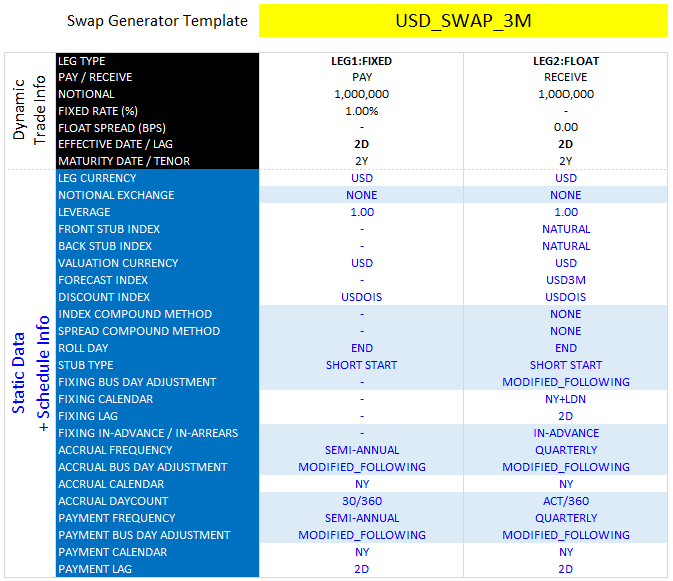 Swap Generator Template USD_SWAP_3M
Dynamic
Trade Info
LEG TYPE LEG1:FIXED LEG2:FLOAT
PAY / RECEIVE PAY RECEIVE
NOTIONAL 1,000,000 1,000,000
FIXED RATE (%) 1.00% -
FLOAT SPREAD (BPS) - 0.00
EFFECTIVE DATE / LAG 2D 2D
MATURITY DATE / TENOR 2Y 2Y
Static Data
+ Schedule Info
LEG CURRENCY USD USD
NOTIONAL EXCHANGE NONE NONE
LEVERAGE 1.00 1.00
FRONT STUB INDEX - NATURAL
BACK STUB INDEX - NATURAL
VALUATION CURRENCY USD USD
FORECAST INDEX - USD3M
DISCOUNT INDEX USDOIS USDOIS
INDEX COMPOUND METHOD - NONE
SPREAD COMPOUND METHOD - NONE
ROLL DAY END END
STUB TYPE SHORT START SHORT START
FIXING BUS DAY ADJUSTMENT - MODIFIED_FOLLOWING
FIXING CALENDAR - NY+LDN
FIXING LAG - 2D
FIXING IN-ADVANCE / IN-ARREARS - IN-ADVANCE
ACCRUAL FREQUENCY SEMI-ANNUAL QUARTERLY
ACCRUAL BUS DAY ADJUSTMENT MODIFIED_FOLLOWING MODIFIED_FOLLOWING
ACCRUAL CALENDAR NY NY
ACCRUAL DAYCOUNT 30/360 ACT/360
PAYMENT FREQUENCY SEMI-ANNUAL QUARTERLY
PAYMENT BUS DAY ADJUSTMENT MODIFIED_FOLLOWING MODIFIED_FOLLOWING
PAYMENT CALENDAR NY NY
PAYMENT LAG 2D 2D